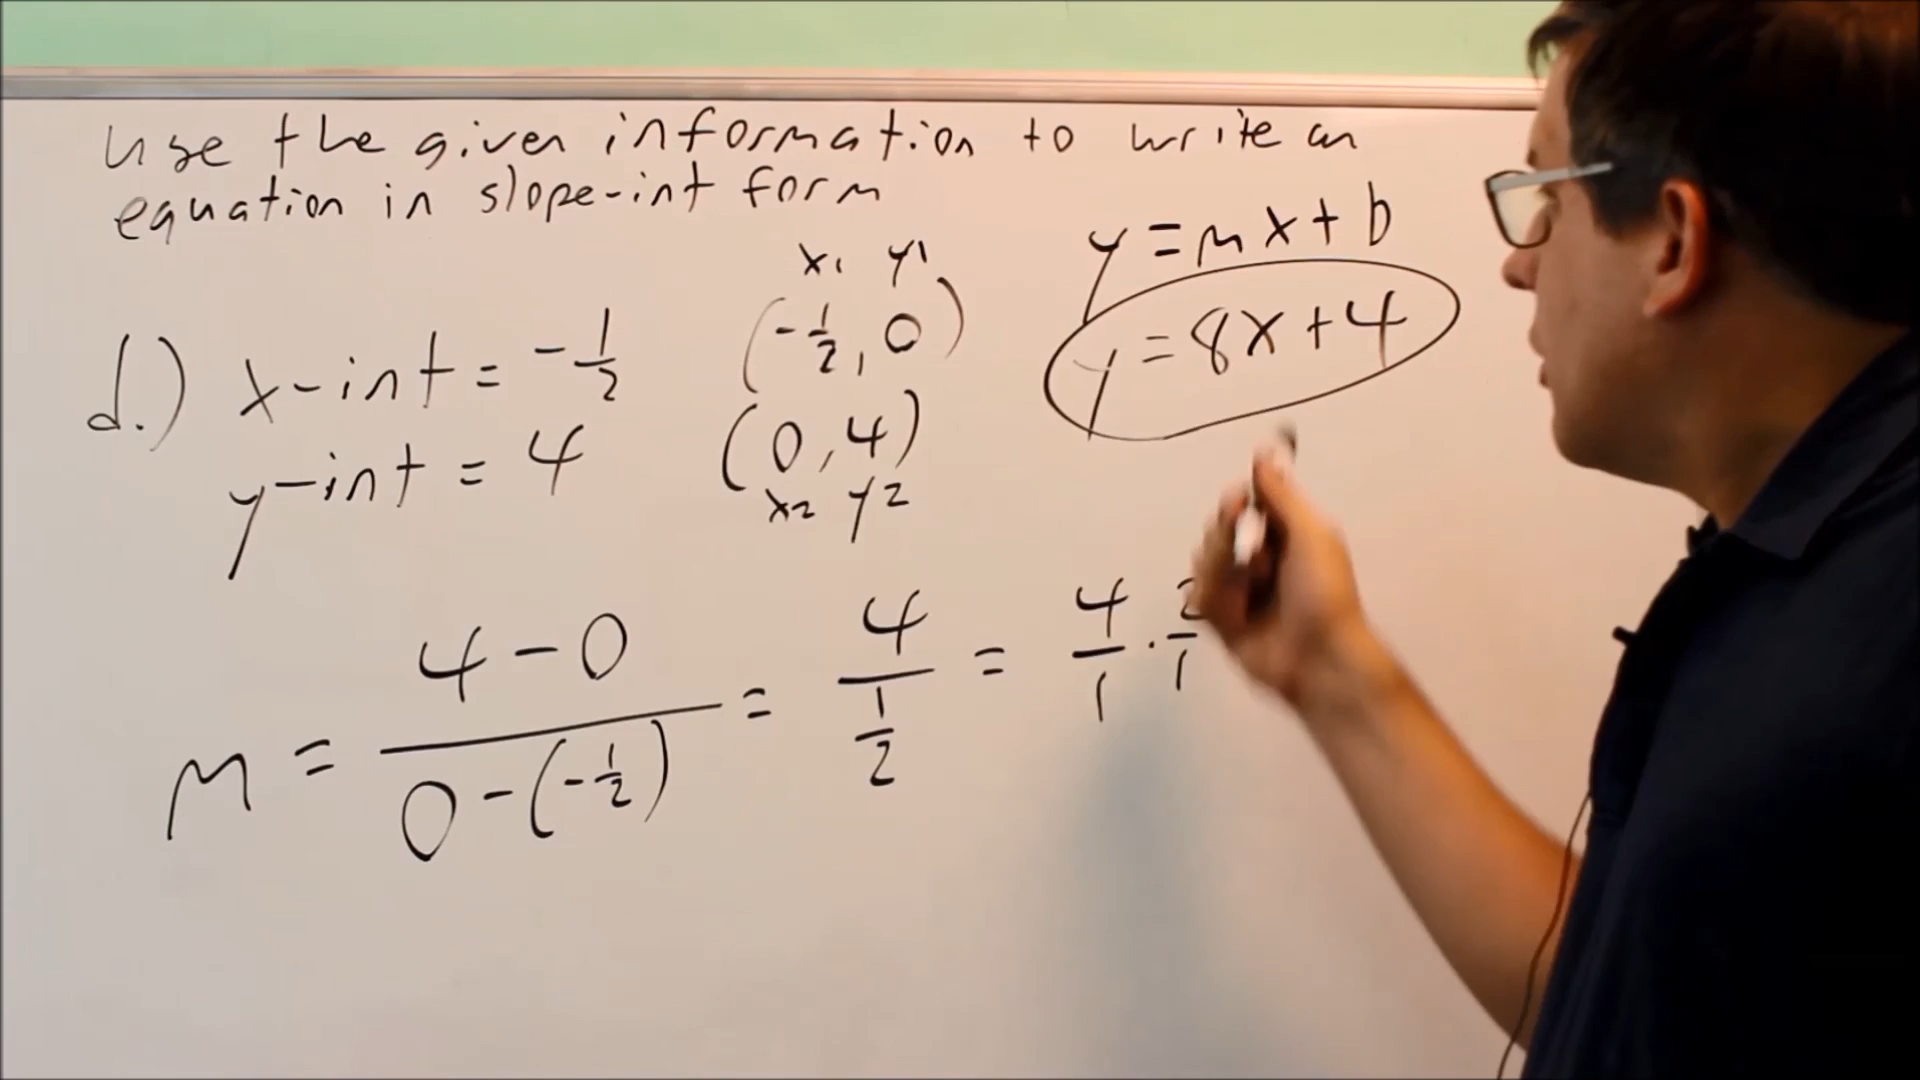 Use the given information to write an
equation in slope-int form
d.) x-int = -1/2
y-int = 4
x1 y1
(-1/2, 0)
(0, 4)
x2 y2
y = mx + b
y = 8x + 4
m = 4-0 / 0-(-1/2) = 4 / 1/2 = 4/1 · 2/1